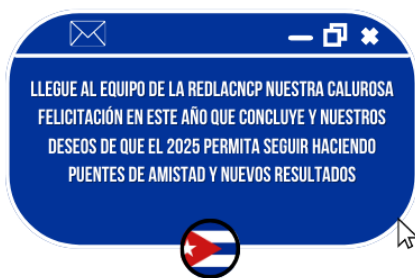 LLEGUE AL EQUIPO DE LA REDLACNCP NUESTRA CALUROSA
FELICITACIÓN EN ESTE AÑO QUE CONCLUYE Y NUESTROS
DESEOS DE QUE EL 2025 PERMITA SEGUIR HACIENDO
PUENTES DE AMISTAD Y NUEVOS RESULTADOS